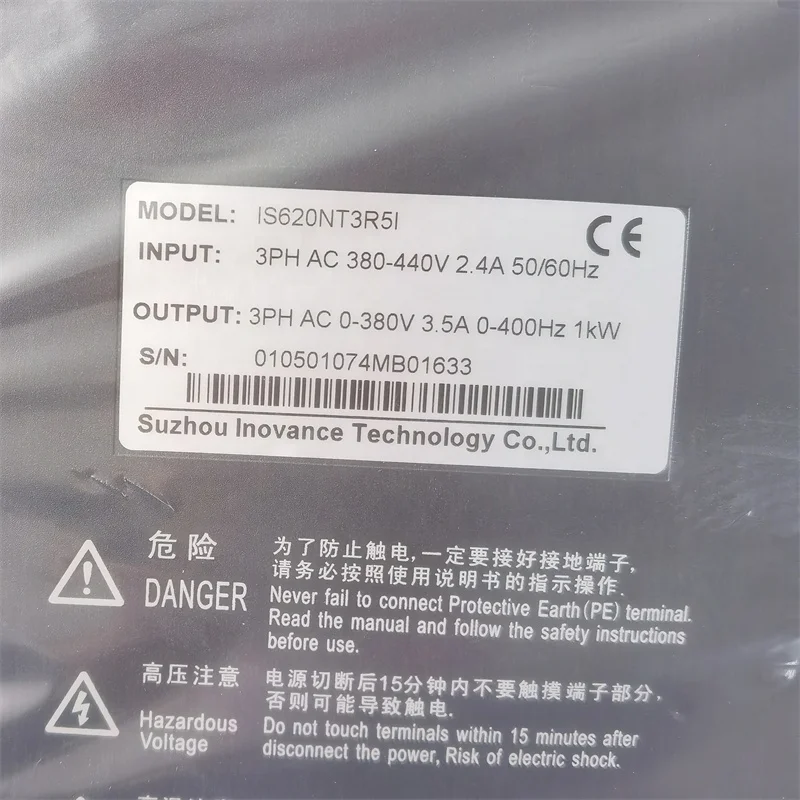 MODEL: IS620NT3R5I
CE
INPUT: 3PH AC 380-440V 2.4A 50/60Hz
OUTPUT: 3PH AC 0-380V 3.5A 0-400Hz 1kW
S/N: 010501074MB01633
Suzhou Inovance Technology Co.,Ltd.
危险
DANGER
为了防止触电,一定要接好接地端子,
请务必按照使用说明书的指示操作.
Never fail to connect Protective Earth(PE) terminal.
Read the manual and follow the safety instructions
before use.
高压注意
Hazardous
Voltage
电源切断后15分钟内不要触摸端子部分,
否则可能导致触电.
Do not touch terminals within 15 minutes after
disconnect the power, Risk of electric shock.